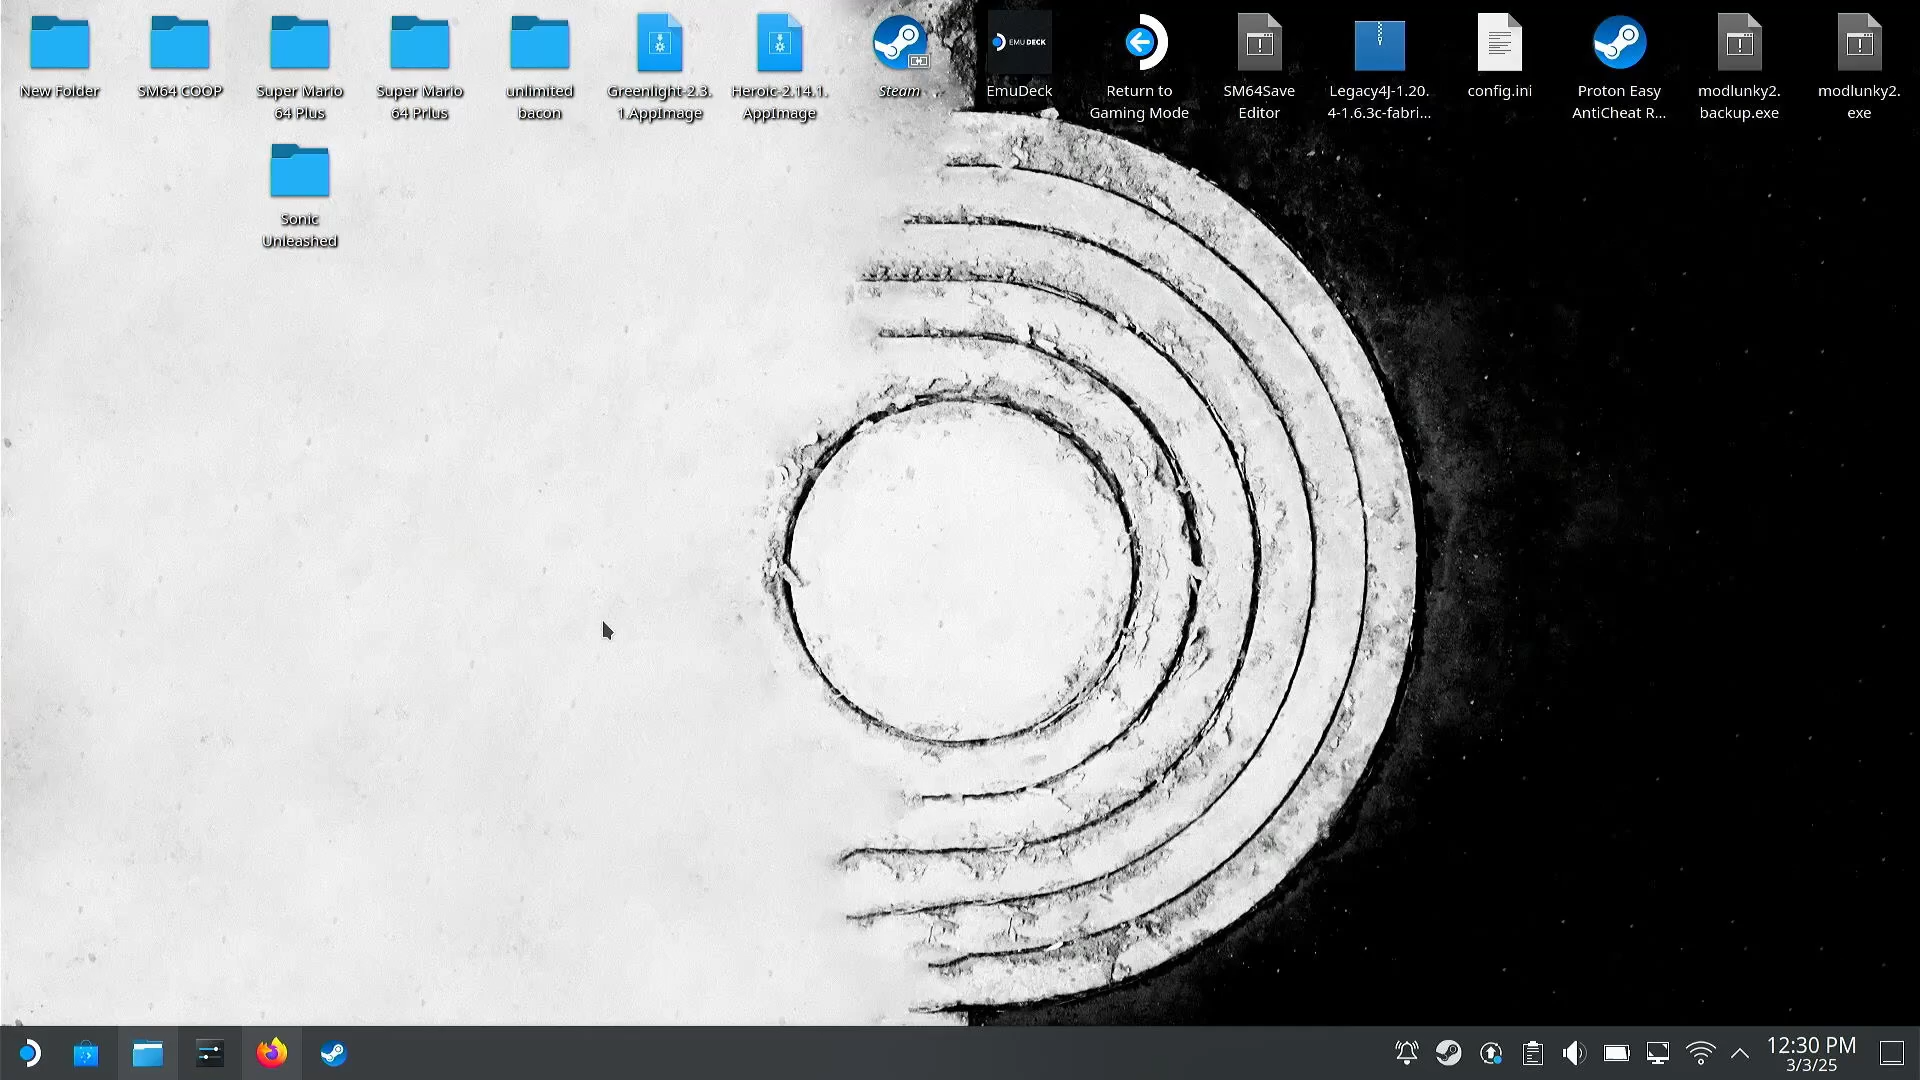 New Folder
SM64 COOP
Super Mario
64 Plus
Super Mario
64 Prlus
unlimited
bacon
Greenlight-2.3.
1.AppImage
Heroic-2.14.1.
AppImage
Steam
EMUDECK
EmuDeck
Return to
Gaming Mode
SM64Save
Editor
Legacy4J-1.20.
4-1.6.3c-fabri...
config.ini
Proton Easy
AntiCheat R...
modlunky2.
backup.exe
modlunky2.
exe
Sonic
Unleashed
12:30 PM
3/3/25